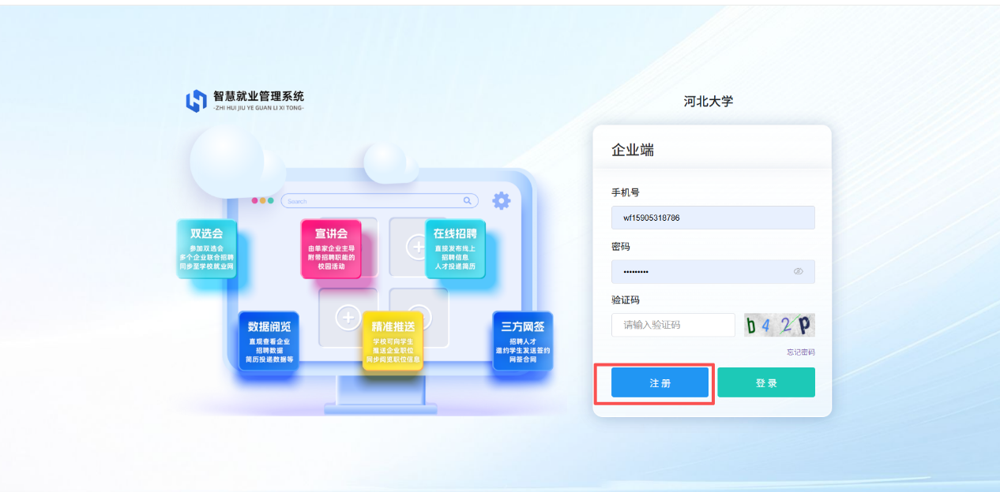 智慧就业管理系统
-ZHI HUI JIU YE GUAN LI XI TONG-
Search
双选会
参加双选会
多个企业联合招聘
同步至学校就业网
宣讲会
由单家企业主导
附带招聘职能的
校园活动
在线招聘
直接发布线上
招聘信息
人才投递简历
数据阅览
直观查看企业
招聘数据
简历投递数据等
精准推送
学校可向学生
推送企业职位
同步阅览职位信息
三方网签
招聘人才
邀约学生发送签约
网签合同
河北大学
企业端
手机号
wf15905318786
密码
•••••••••
验证码
请输入验证码
b42p
忘记密码
注册
登录